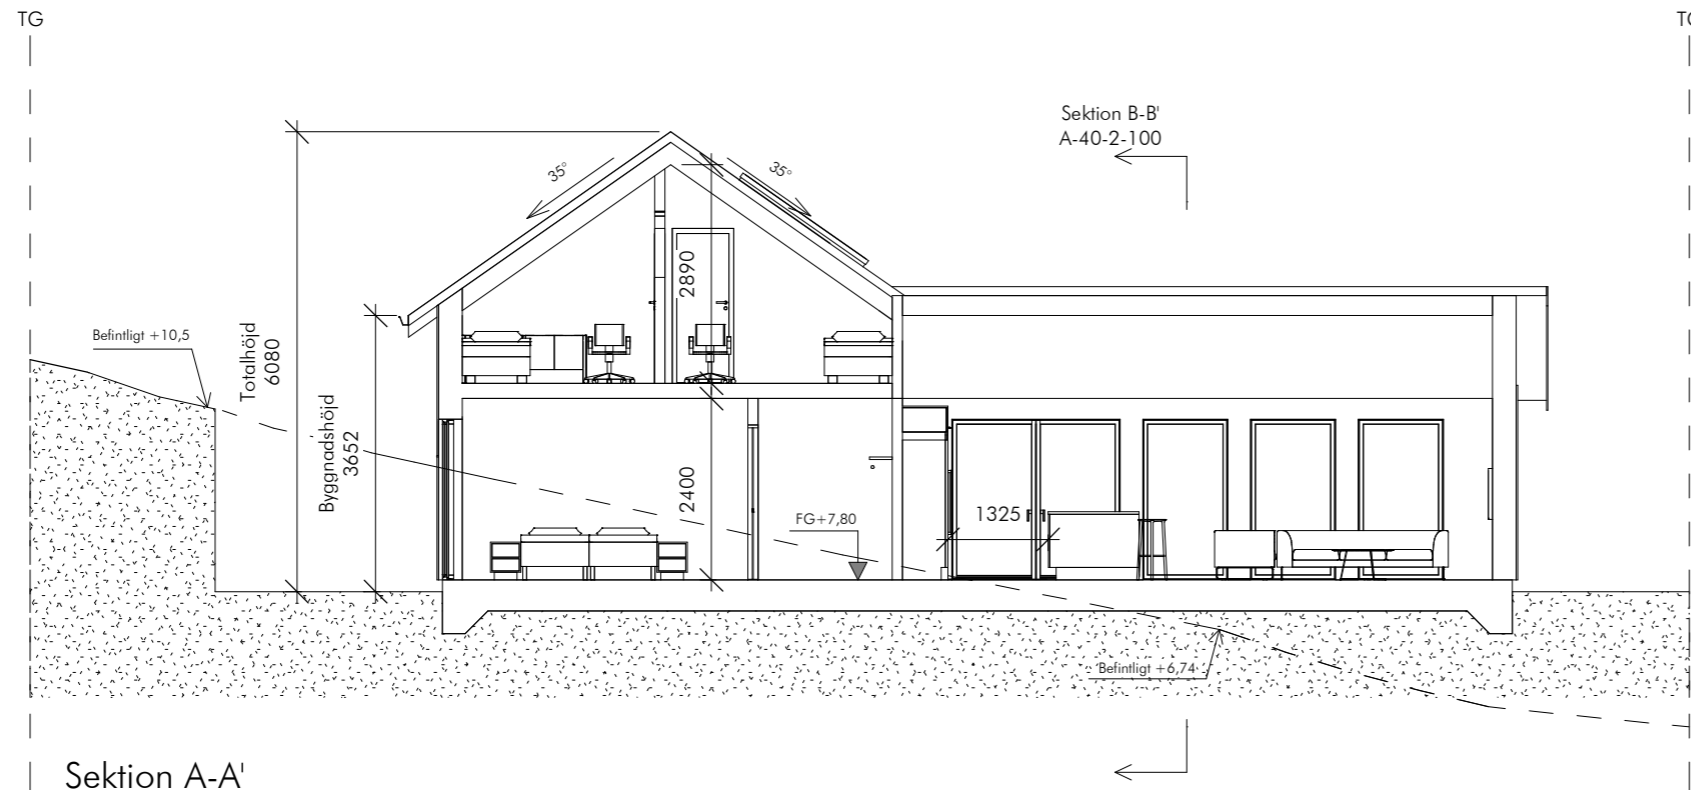 TG
TG
Sektion B-B'
A-40-2-100
35°
35°
2890
Befintligt +10,5
Totalhöjd
6080
Byggnadshöjd
3652
2400
1325
FG+7,80
Befintligt +6,74
Sektion A-A'